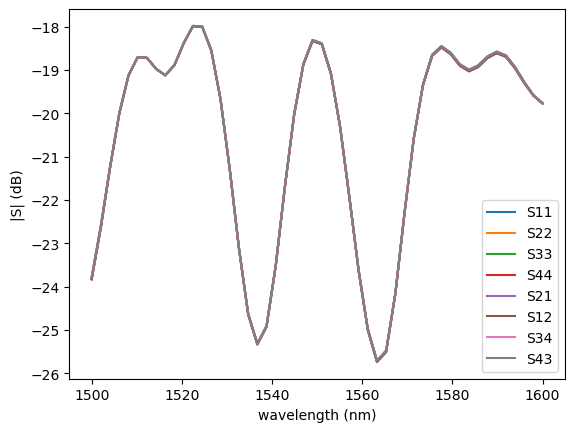 −18
−19
−20
−21
−22
−23
−24
−25
−26
|S| (dB)
S11
S22
S33
S44
S21
S12
S34
S43
1500 1520 1540 1560 1580 1600
wavelength (nm)